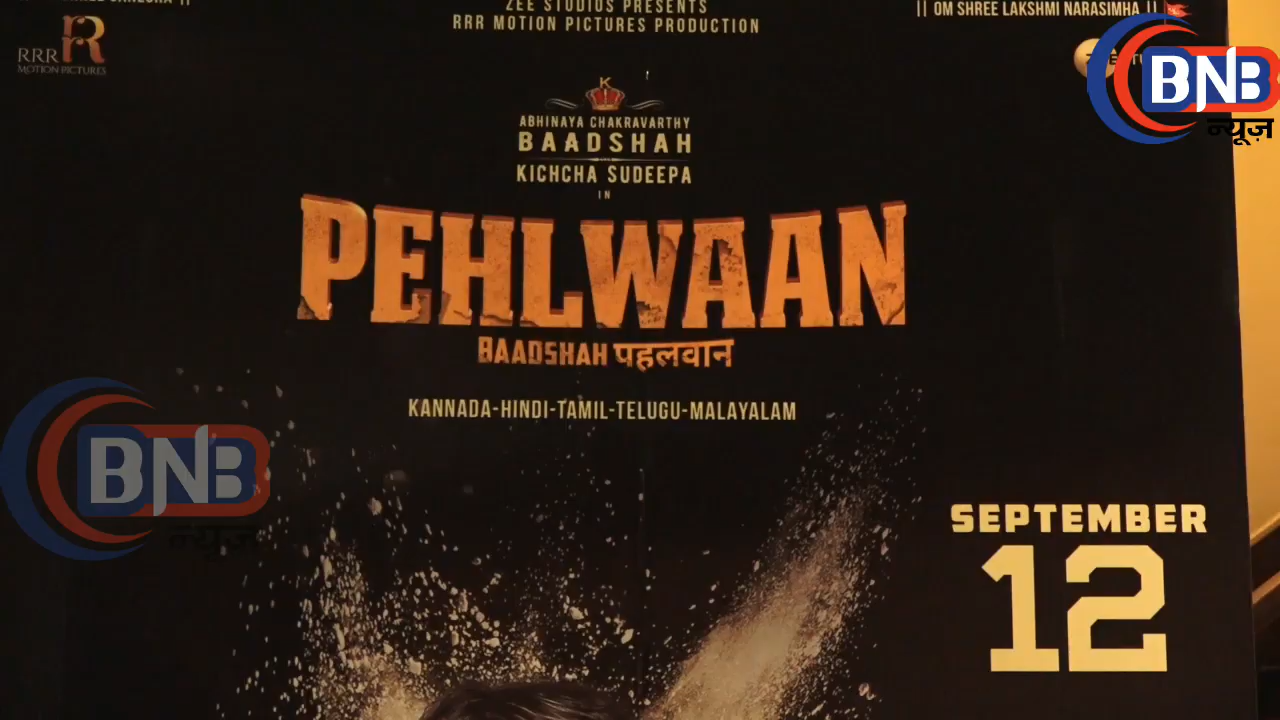 ZEE STUDIOS PRESENTS
RRR MOTION PICTURES PRODUCTION
|| OM SHREE LAKSHMI NARASIMHA ||
RRR
MOTION PICTURES
BNB
न्यूज़
K
ABHINAYA CHAKRAVARTHY
BAADSHAH
KICHCHA SUDEEPA
IN
PEHLWAAN
BAADSHAH पहलवान
KANNADA-HINDI-TAMIL-TELUGU-MALAYALAM
BNB
न्यूज़
SEPTEMBER
12